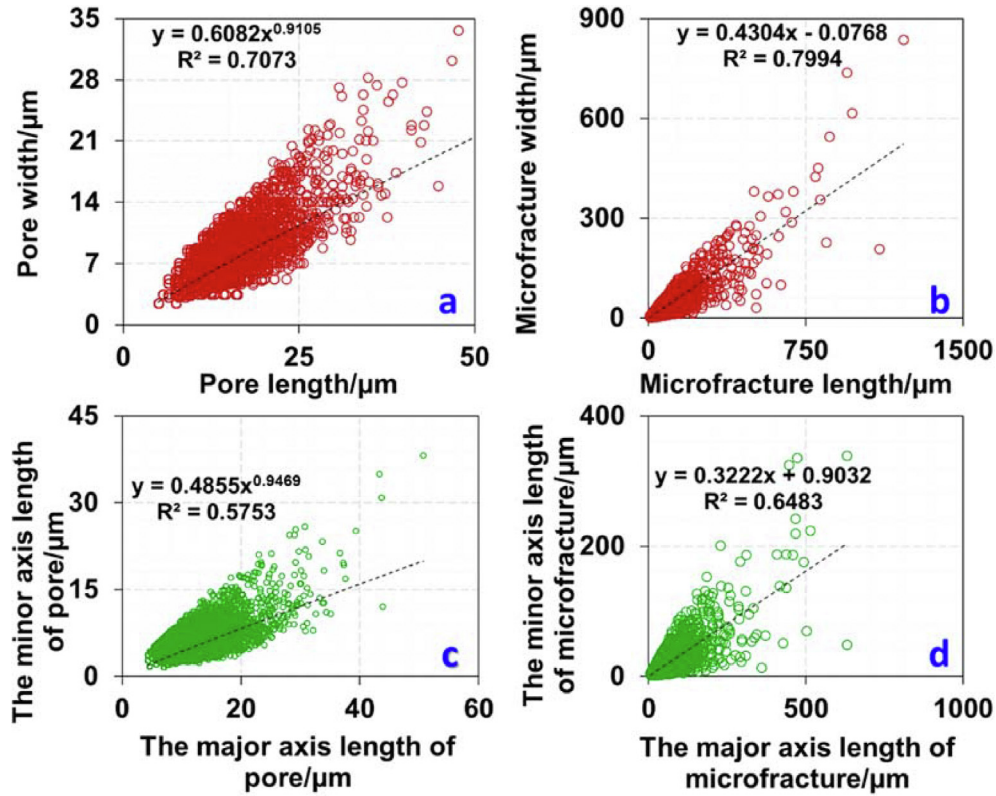 35
28
21
14
7
0
Pore width/μm
y = 0.6082x^0.9105
R² = 0.7073
a
0 25 50
Pore length/μm
900
600
300
0
Microfracture width/μm
y = 0.4304x - 0.0768
R² = 0.7994
b
0 750 1500
Microfracture length/μm
45
30
15
0
The minor axis length
of pore/μm
y = 0.4855x^0.9469
R² = 0.5753
c
0 20 40 60
The major axis length of
pore/μm
400
200
0
The minor axis length
of microfracture/μm
y = 0.3222x + 0.9032
R² = 0.6483
d
0 500 1000
The major axis length of
microfracture/μm